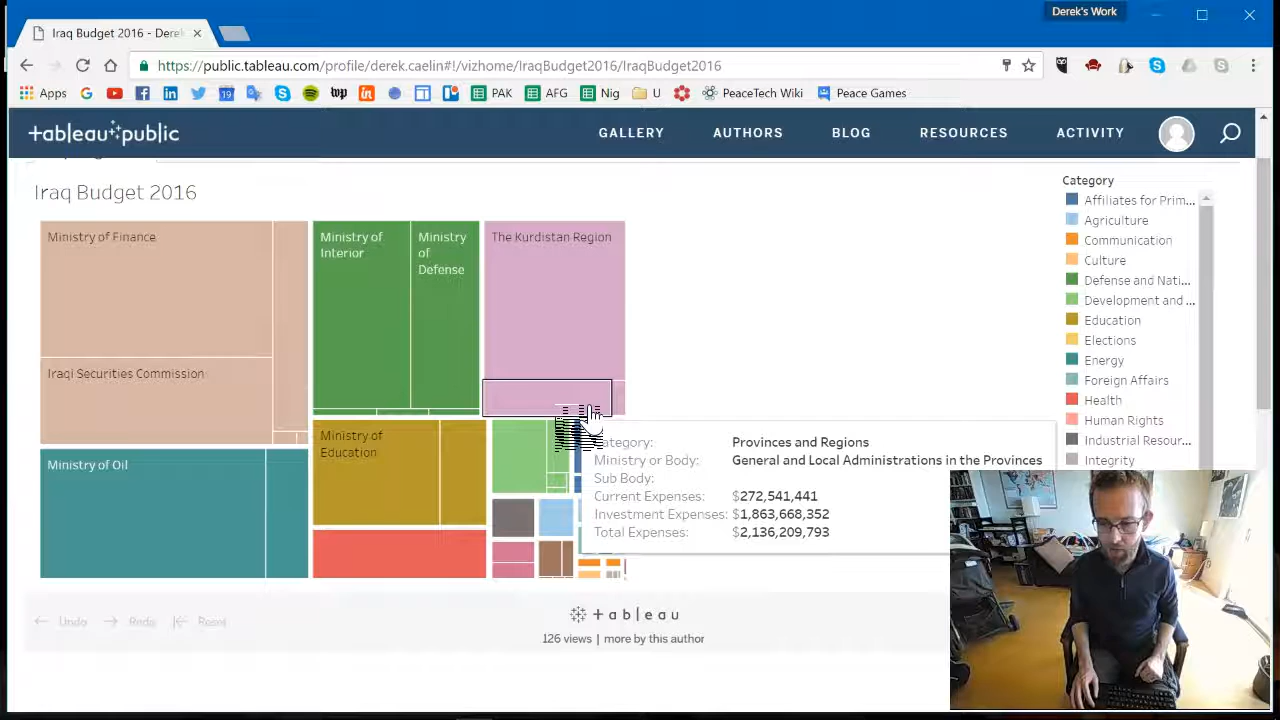 Derek's Work
Iraq Budget 2016 - Derek
https://public.tableau.com/profile/derek.caelin#!/vizhome/IraqBudget2016/IraqBudget2016
Apps PAK AFG Nig U PeaceTech Wiki Peace Games
+ableau+public
GALLERY AUTHORS BLOG RESOURCES ACTIVITY
Iraq Budget 2016
Category
Affiliates for Prim...
Agriculture
Communication
Culture
Defense and Nati...
Development and ...
Education
Elections
Energy
Foreign Affairs
Health
Human Rights
Industrial Resour...
Integrity
Ministry of Finance
Iraqi Securities Commission
Ministry of Oil
Ministry of
Interior
Ministry
of
Defense
The Kurdistan Region
Ministry of
Education
Category: Provinces and Regions
Ministry or Body: General and Local Administrations in the Provinces
Sub Body:
Current Expenses: $272,541,441
Investment Expenses: $1,863,668,352
Total Expenses: $2,136,209,793
Undo Redo Reset
+ableau
126 views | more by this author